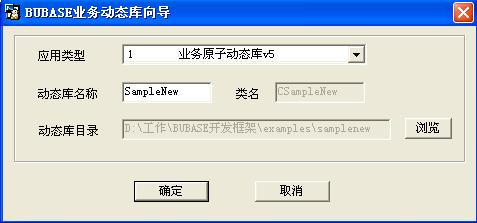 BUBASE业务动态库向导
应用类型 1 业务原子动态库v5
动态库名称 SampleNew 类名 CSampleNew
动态库目录 D:\工作\BUBASE开发框架\examples\samplenew 浏览
确定 取消